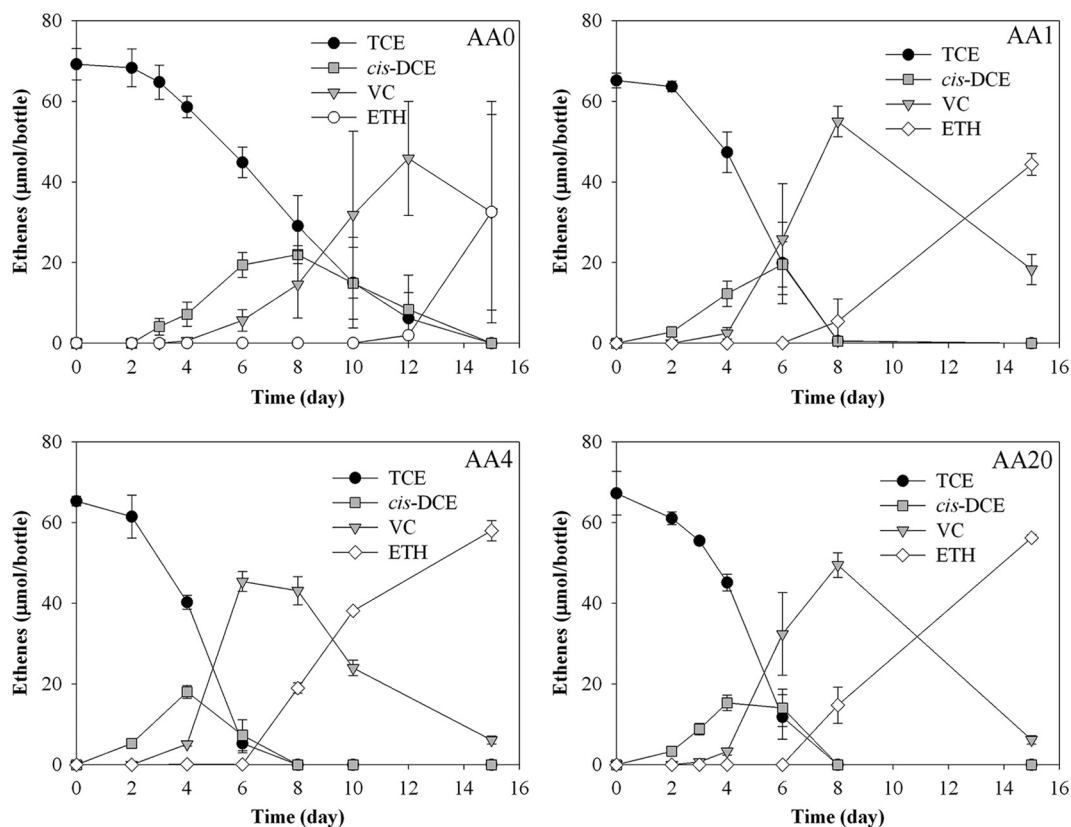 AA0
TCE
cis-DCE
VC
ETH
Ethenes (µmol/bottle)
80
60
40
20
0
0 2 4 6 8 10 12 14 16
Time (day)
AA1
TCE
cis-DCE
VC
ETH
Ethenes (µmol/bottle)
80
60
40
20
0
0 2 4 6 8 10 12 14 16
Time (day)
AA4
TCE
cis-DCE
VC
ETH
Ethenes (µmol/bottle)
80
60
40
20
0
0 2 4 6 8 10 12 14 16
Time (day)
AA20
TCE
cis-DCE
VC
ETH
Ethenes (µmol/bottle)
80
60
40
20
0
0 2 4 6 8 10 12 14 16
Time (day)